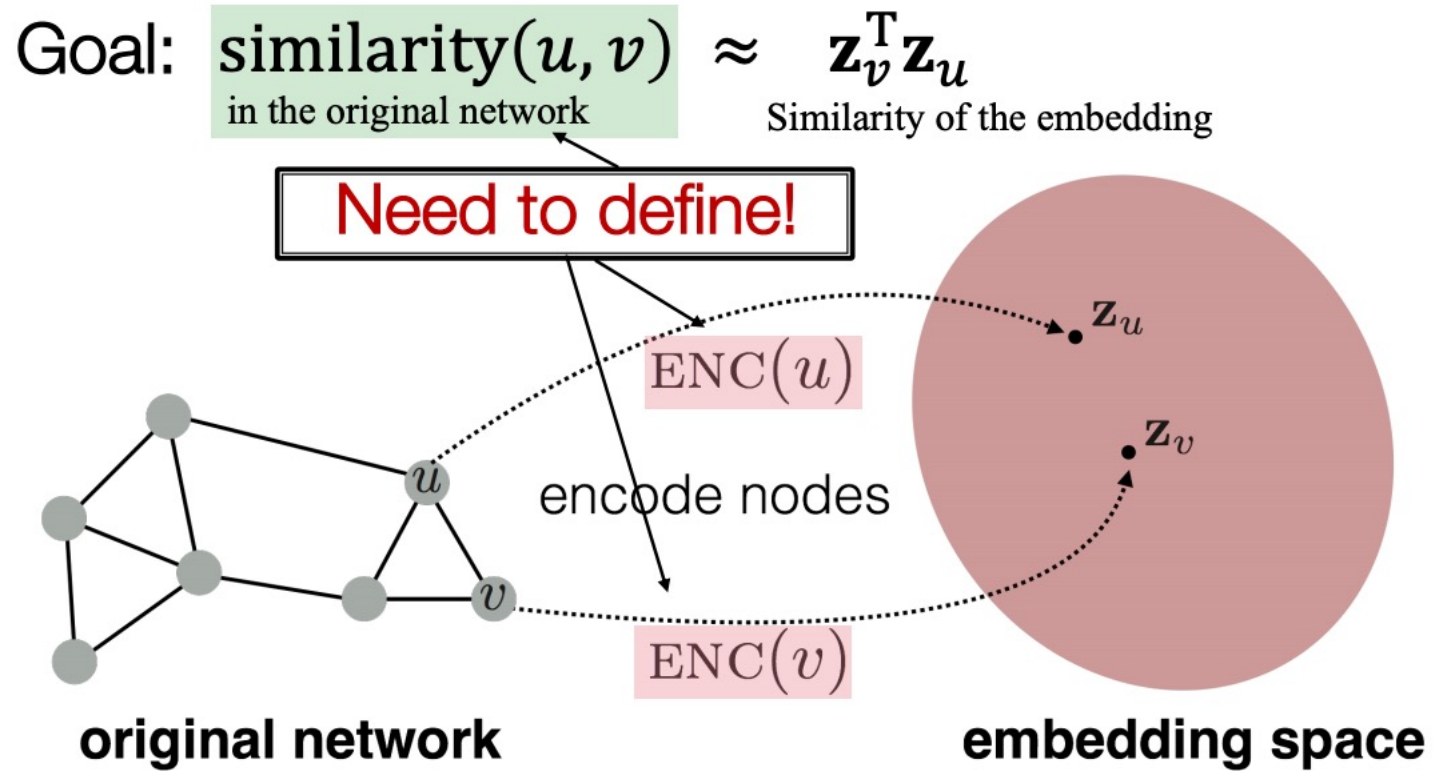 Goal: similarity(u, v) ≈ z_v^T z_u
in the original network
Similarity of the embedding
Need to define!
z_u
ENC(u)
z_v
u
encode nodes
v
ENC(v)
original network
embedding space